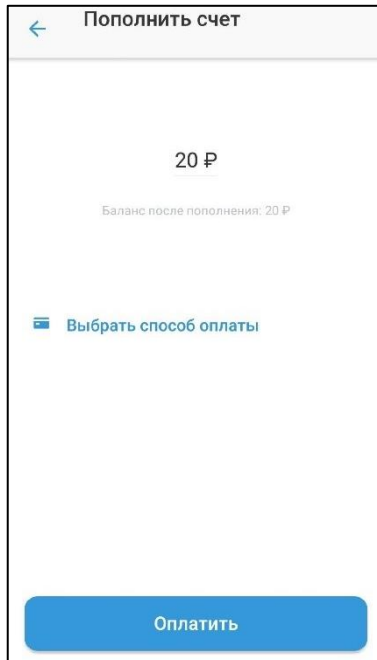 Пополнить счет
20 ₽
Баланс после пополнения: 20 ₽
Выбрать способ оплаты
Оплатить